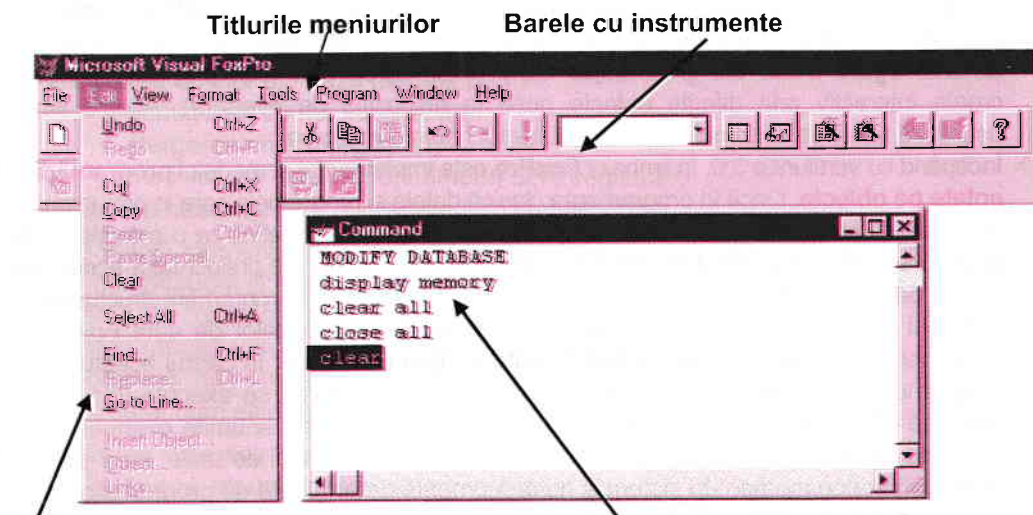 Titlurile meniurilor Barele cu instrumente
Microsoft Visual FoxPro
File Edit View Format Tools Program Window Help
Undo Ctrl+Z
Redo Ctrl+R
Cut Ctrl+X
Copy Ctrl+C
Paste Ctrl+V
Paste Special...
Clear
Select All Ctrl+A
Find... Ctrl+F
Replace... Ctrl+L
Go to Line...
Insert Object...
Object...
Links...
Command
MODIFY DATABASE
display memory
clear all
close all
clear